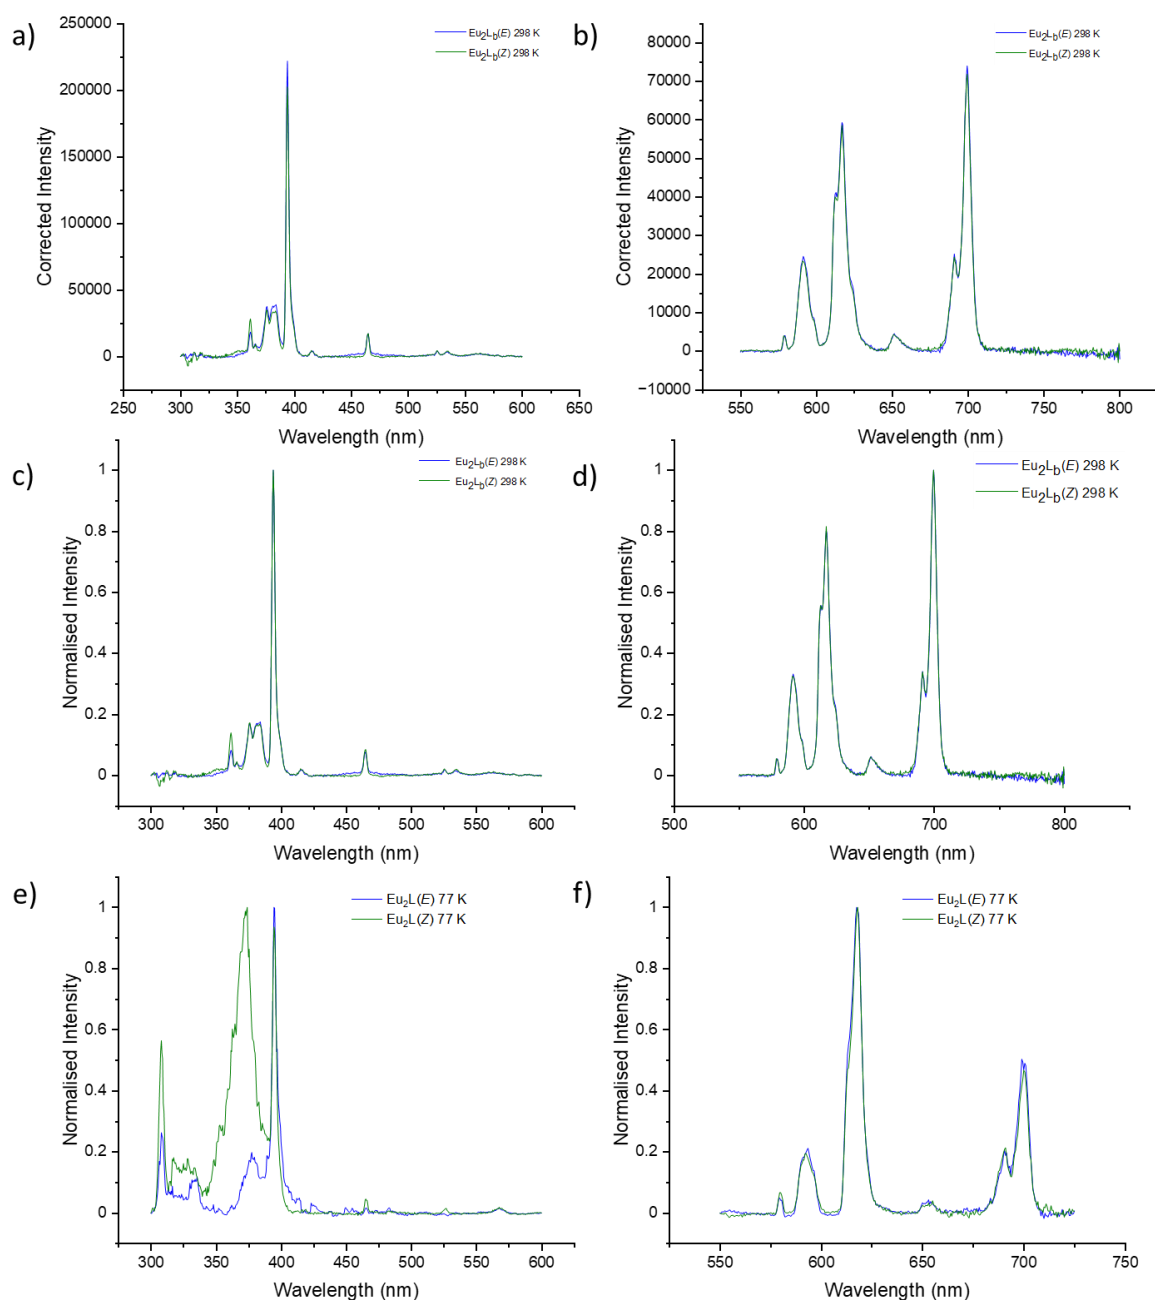 a)
Eu2Lb(E) 298 K
Eu2Lb(Z) 298 K
250000
200000
150000
100000
50000
0
Corrected Intensity
250 300 350 400 450 500 550 600 650
Wavelength (nm)
b)
Eu2Lb(E) 298 K
Eu2Lb(Z) 298 K
80000
70000
60000
50000
40000
30000
20000
10000
0
−10000
Corrected Intensity
550 600 650 700 750 800
Wavelength (nm)
c)
Eu2Lb(E) 298 K
Eu2Lb(Z) 298 K
1
0.8
0.6
0.4
0.2
0
Normalised Intensity
300 350 400 450 500 550 600
Wavelength (nm)
d)
Eu2Lb(E) 298 K
Eu2Lb(Z) 298 K
1
0.8
0.6
0.4
0.2
0
Normalised Intensity
500 600 700 800
Wavelength (nm)
e)
Eu2L(E) 77 K
Eu2L(Z) 77 K
1
0.8
0.6
0.4
0.2
0
Normalised Intensity
300 350 400 450 500 550 600
Wavelength (nm)
f)
Eu2L(E) 77 K
Eu2L(Z) 77 K
1
0.8
0.6
0.4
0.2
0
Normalised Intensity
550 600 650 700 750
Wavelength (nm)